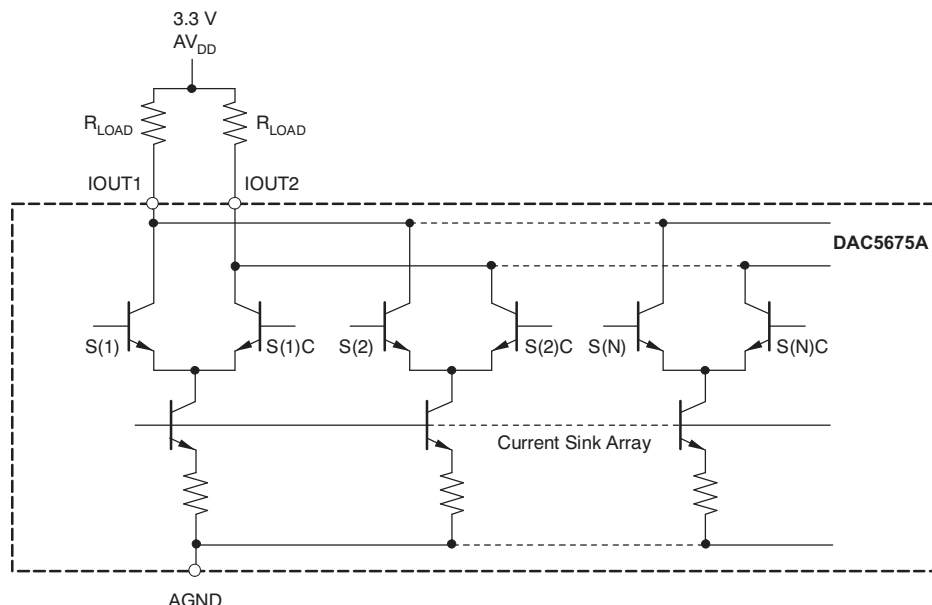 3.3 V
AV_DD
R_LOAD
R_LOAD
IOUT1
IOUT2
DAC5675A
S(1)
S(1)C
S(2)
S(2)C
S(N)
S(N)C
Current Sink Array
AGND